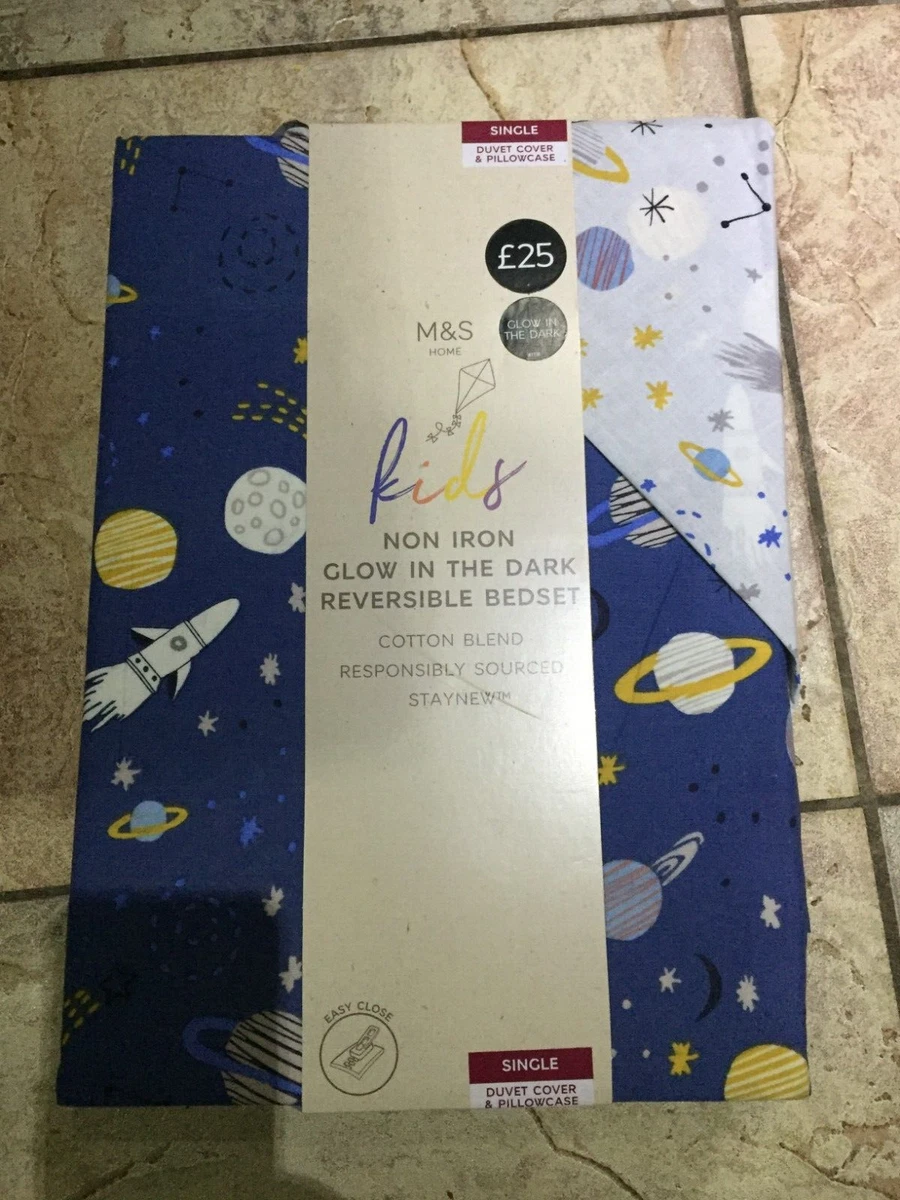 SINGLE
DUVET COVER
& PILLOWCASE
£25
GLOW IN
THE DARK
M&S
HOME
kids
NON IRON
GLOW IN THE DARK
REVERSIBLE BEDSET
COTTON BLEND
RESPONSIBLY SOURCED
STAYNEW™
EASY CLOSE
SINGLE
DUVET COVER
& PILLOWCASE